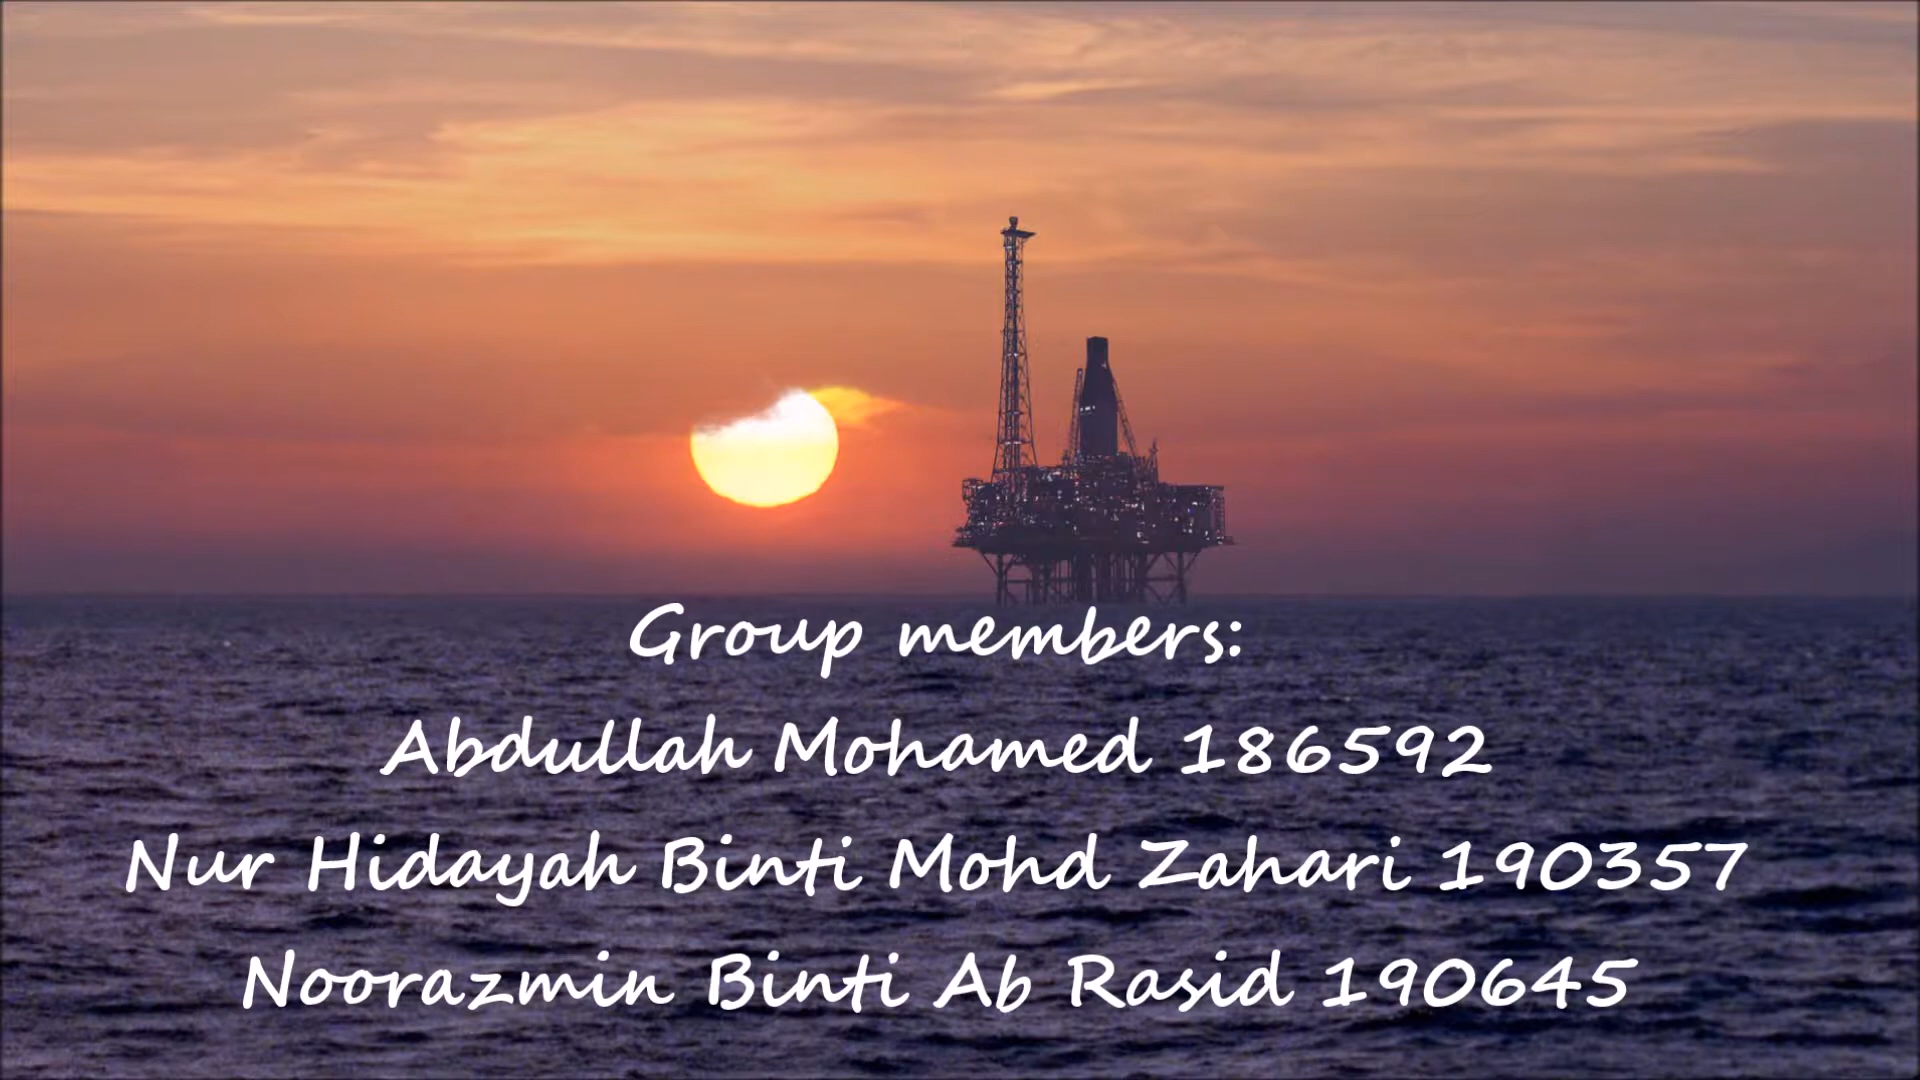 Group members:
Abdullah Mohamed 186592
Nur Hidayah Binti Mohd Zahari 190357
Noorazmin Binti Ab Rasid 190645